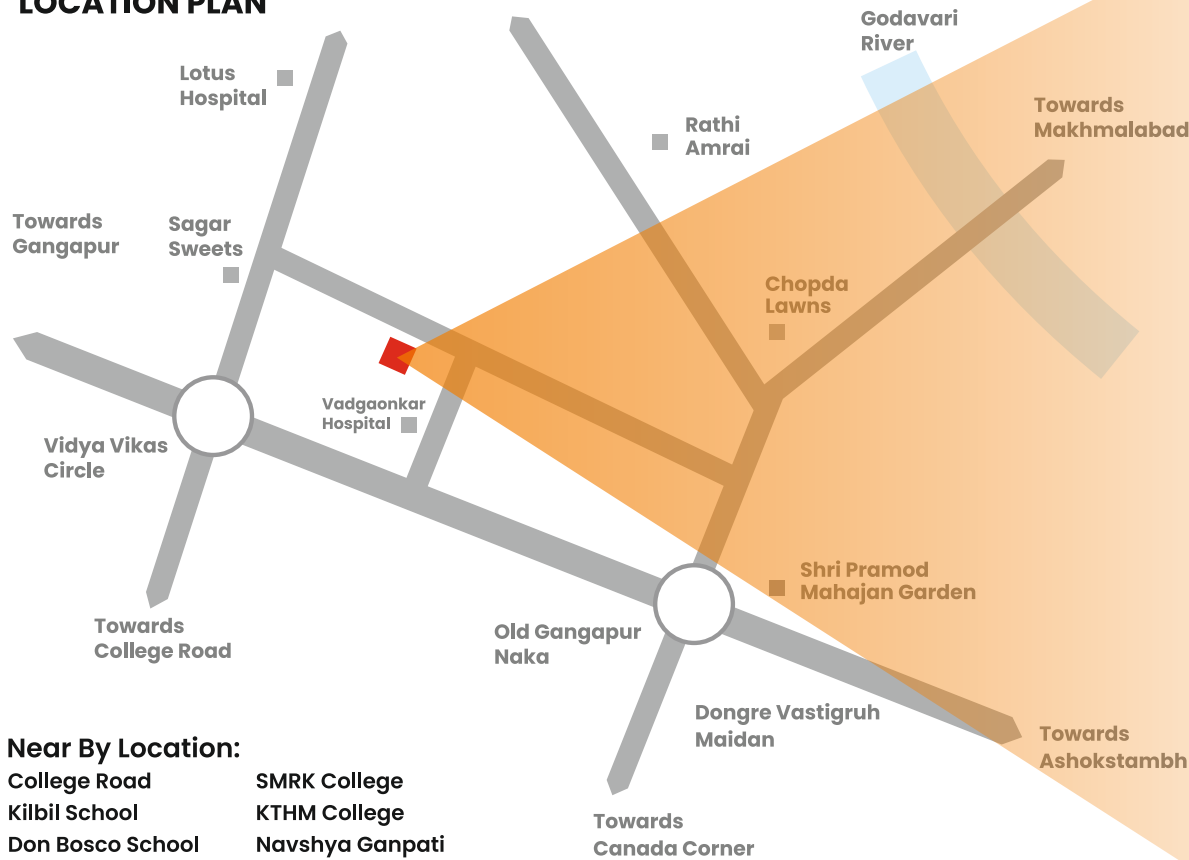 LOCATION PLAN
Godavari
River
Lotus
Hospital
Towards
Makhmalabad
Rathi
Amrai
Towards
Gangapur
Sagar
Sweets
Chopda
Lawns
Vadgaonkar
Hospital
Vidya Vikas
Circle
Shri Pramod
Mahajan Garden
Towards
College Road
Old Gangapur
Naka
Dongre Vastigruh
Maidan
Towards
Ashokstambh
Towards
Canada Corner
Near By Location:
College Road
Kilbil School
Don Bosco School
SMRK College
KTHM College
Navshya Ganpati